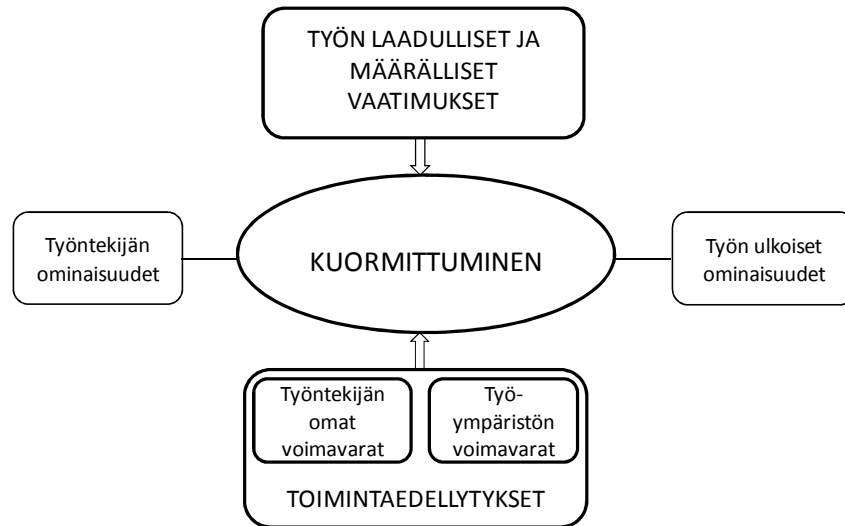 TYÖN LAADULLISET JA
MÄÄRÄLLISET
VAATIMUKSET
Työntekijän
ominaisuudet
KUORMITTUMINEN
Työn ulkoiset
ominaisuudet
Työntekijän
omat
voimavarat
Työ-
ympäristön
voimavarat
TOIMINTAEDELLYTYKSET